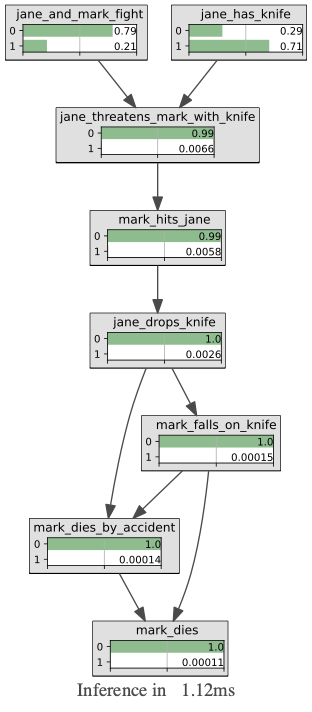 jane_and_mark_fight
0 0.79
1 0.21
jane_has_knife
0 0.29
1 0.71
jane_threatens_mark_with_knife
0 0.99
1 0.0066
mark_hits_jane
0 0.99
1 0.0058
jane_drops_knife
0 1.0
1 0.0026
mark_falls_on_knife
0 1.0
1 0.00015
mark_dies_by_accident
0 1.0
1 0.00014
mark_dies
0 1.0
1 0.00011
Inference in 1.12ms